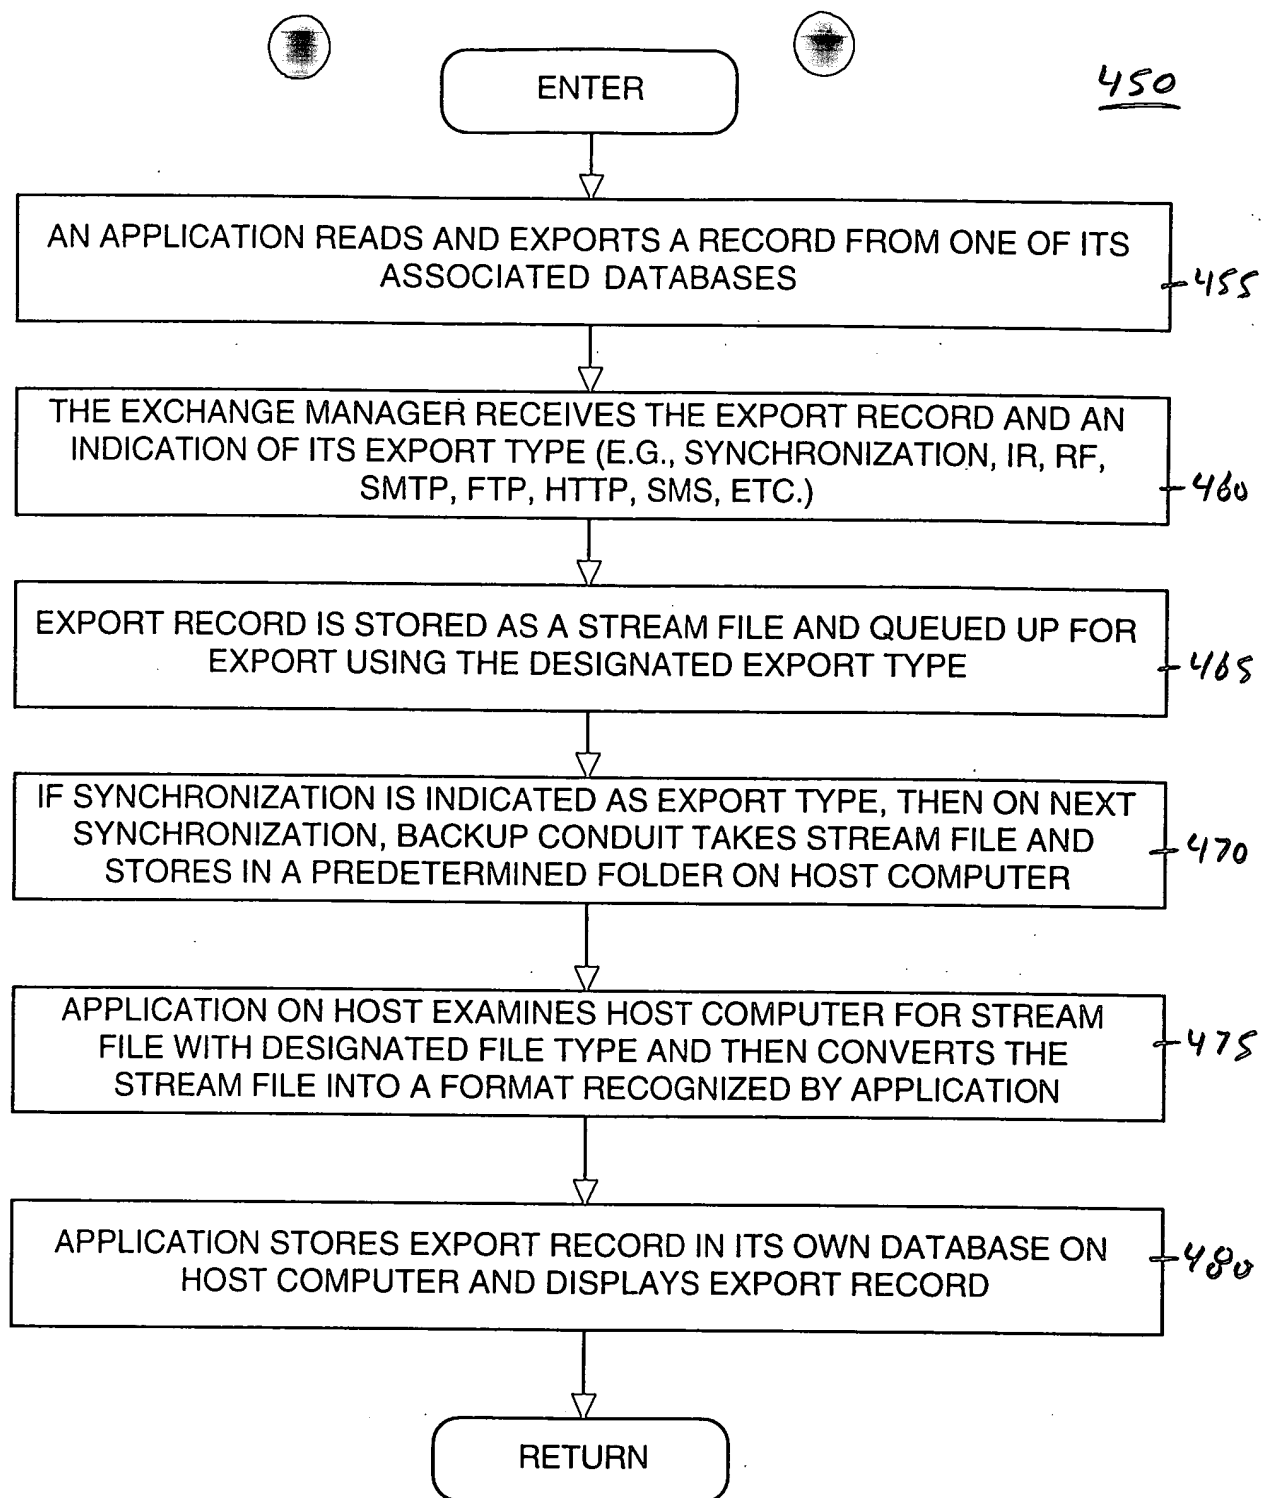 ENTER
450
AN APPLICATION READS AND EXPORTS A RECORD FROM ONE OF ITS
ASSOCIATED DATABASES
455
THE EXCHANGE MANAGER RECEIVES THE EXPORT RECORD AND AN
INDICATION OF ITS EXPORT TYPE (E.G., SYNCHRONIZATION, IR, RF,
SMTP, FTP, HTTP, SMS, ETC.)
460
EXPORT RECORD IS STORED AS A STREAM FILE AND QUEUED UP FOR
EXPORT USING THE DESIGNATED EXPORT TYPE
465
IF SYNCHRONIZATION IS INDICATED AS EXPORT TYPE, THEN ON NEXT
SYNCHRONIZATION, BACKUP CONDUIT TAKES STREAM FILE AND
STORES IN A PREDETERMINED FOLDER ON HOST COMPUTER
470
APPLICATION ON HOST EXAMINES HOST COMPUTER FOR STREAM
FILE WITH DESIGNATED FILE TYPE AND THEN CONVERTS THE
STREAM FILE INTO A FORMAT RECOGNIZED BY APPLICATION
475
APPLICATION STORES EXPORT RECORD IN ITS OWN DATABASE ON
HOST COMPUTER AND DISPLAYS EXPORT RECORD
480
RETURN